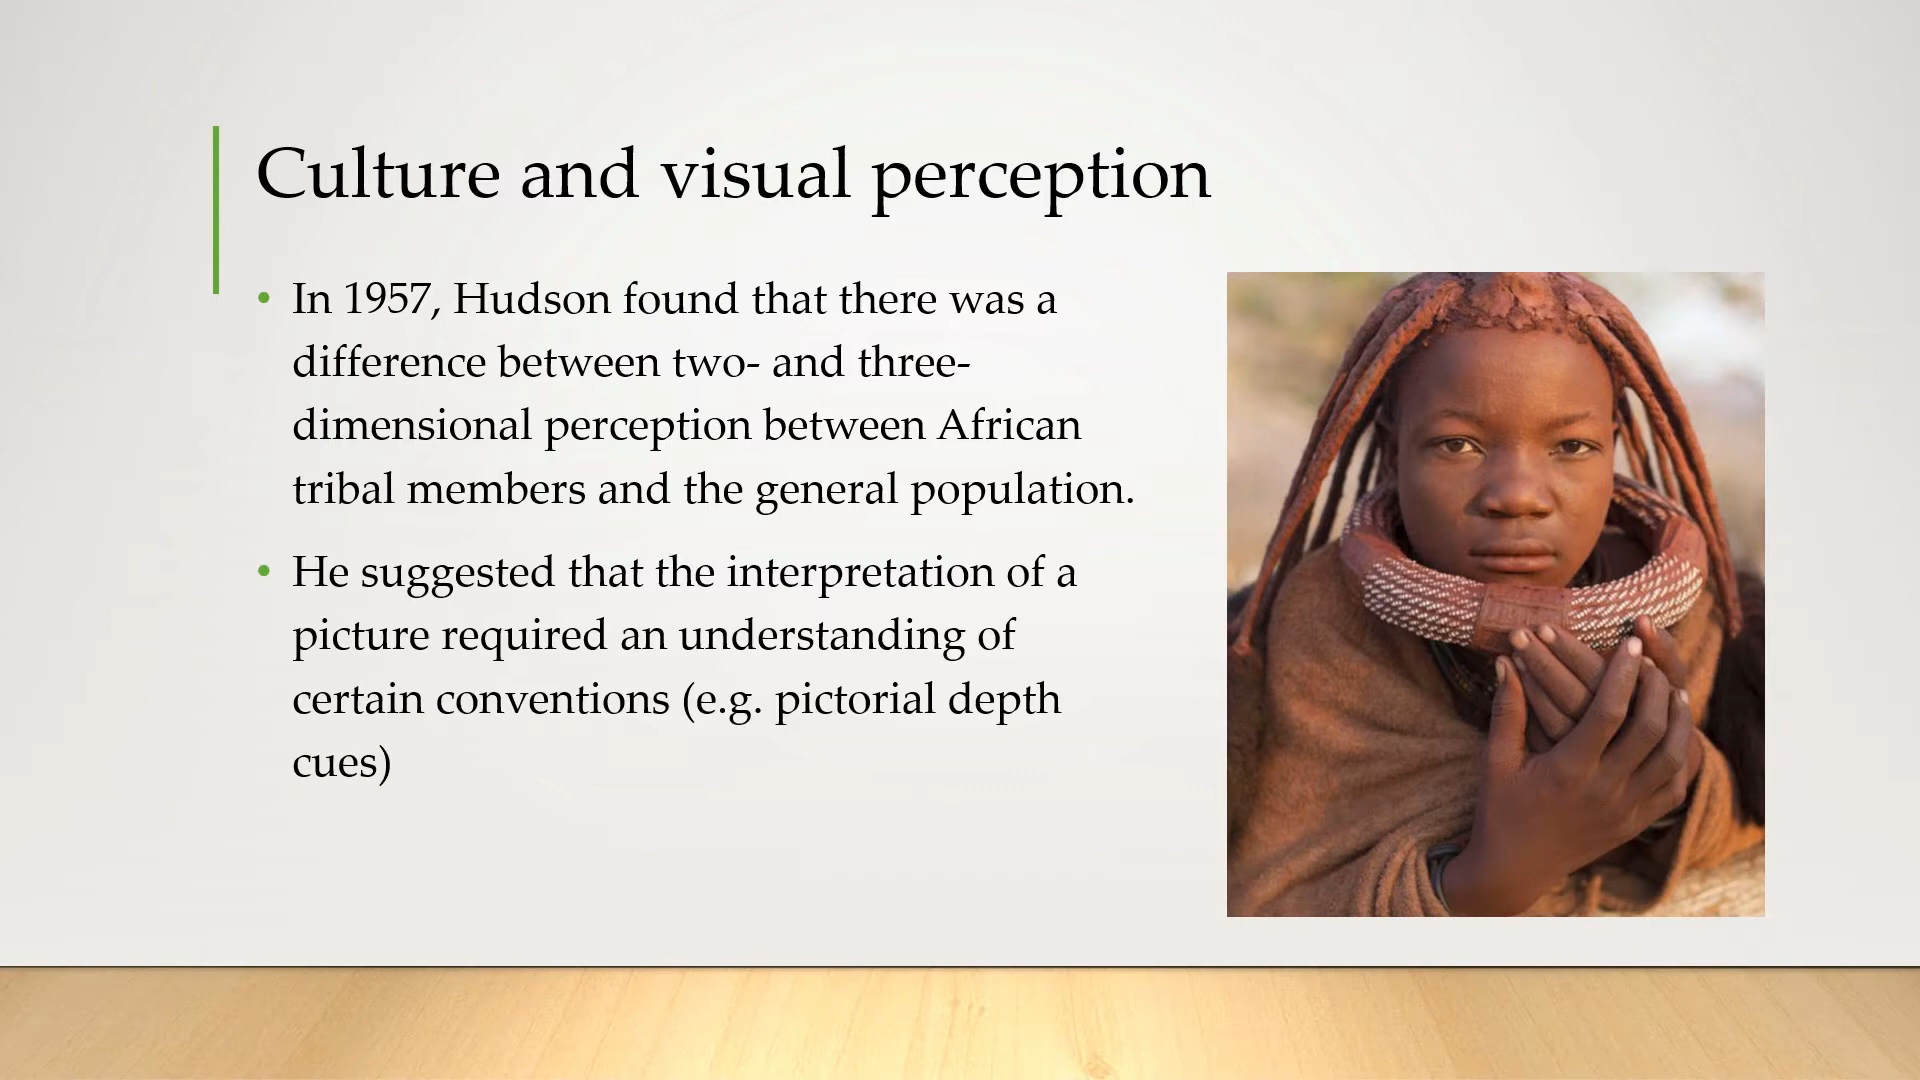 Culture and visual perception
• In 1957, Hudson found that there was a
difference between two- and three-
dimensional perception between African
tribal members and the general population.
• He suggested that the interpretation of a
picture required an understanding of
certain conventions (e.g. pictorial depth
cues)